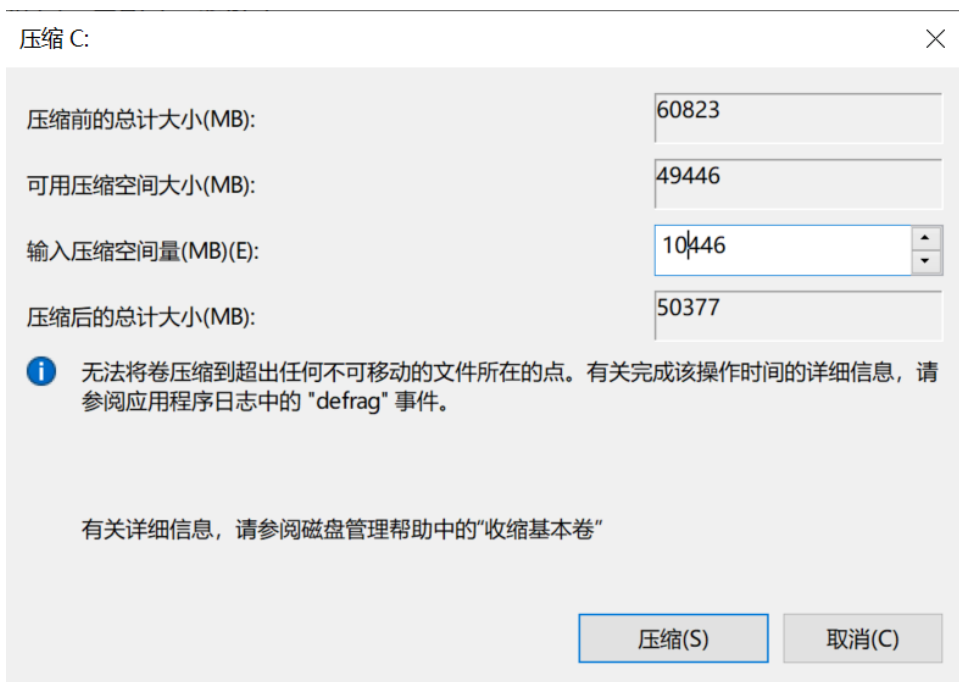 压缩 C:
压缩前的总计大小(MB):
60823
可用压缩空间大小(MB):
49446
输入压缩空间量(MB)(E):
10446
压缩后的总计大小(MB):
50377
无法将卷压缩到超出任何不可移动的文件所在的点。有关完成该操作时间的详细信息，请
参阅应用程序日志中的 "defrag" 事件。
有关详细信息，请参阅磁盘管理帮助中的“收缩基本卷”
压缩(S)
取消(C)